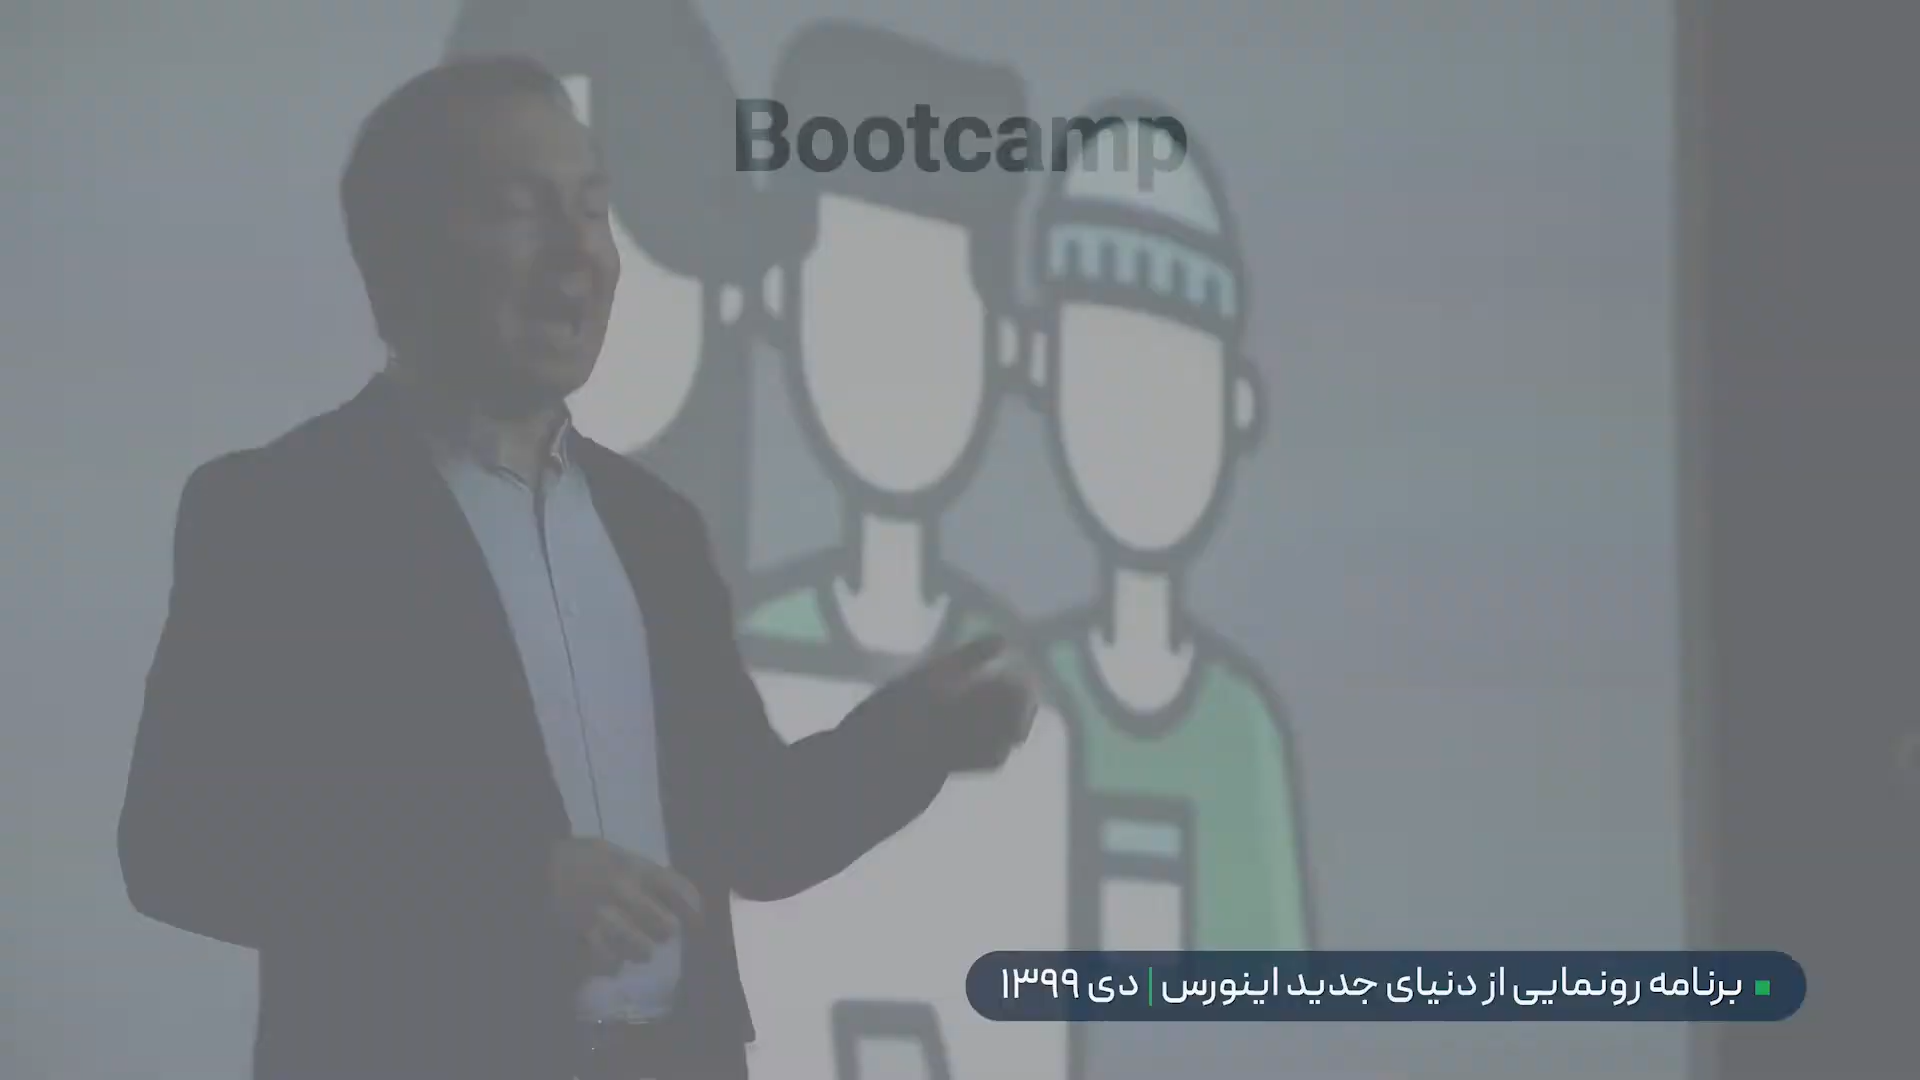 Bootcamp
برنامه رونمایی از دنیای جدید اینورس | دی ۱۳۹۹